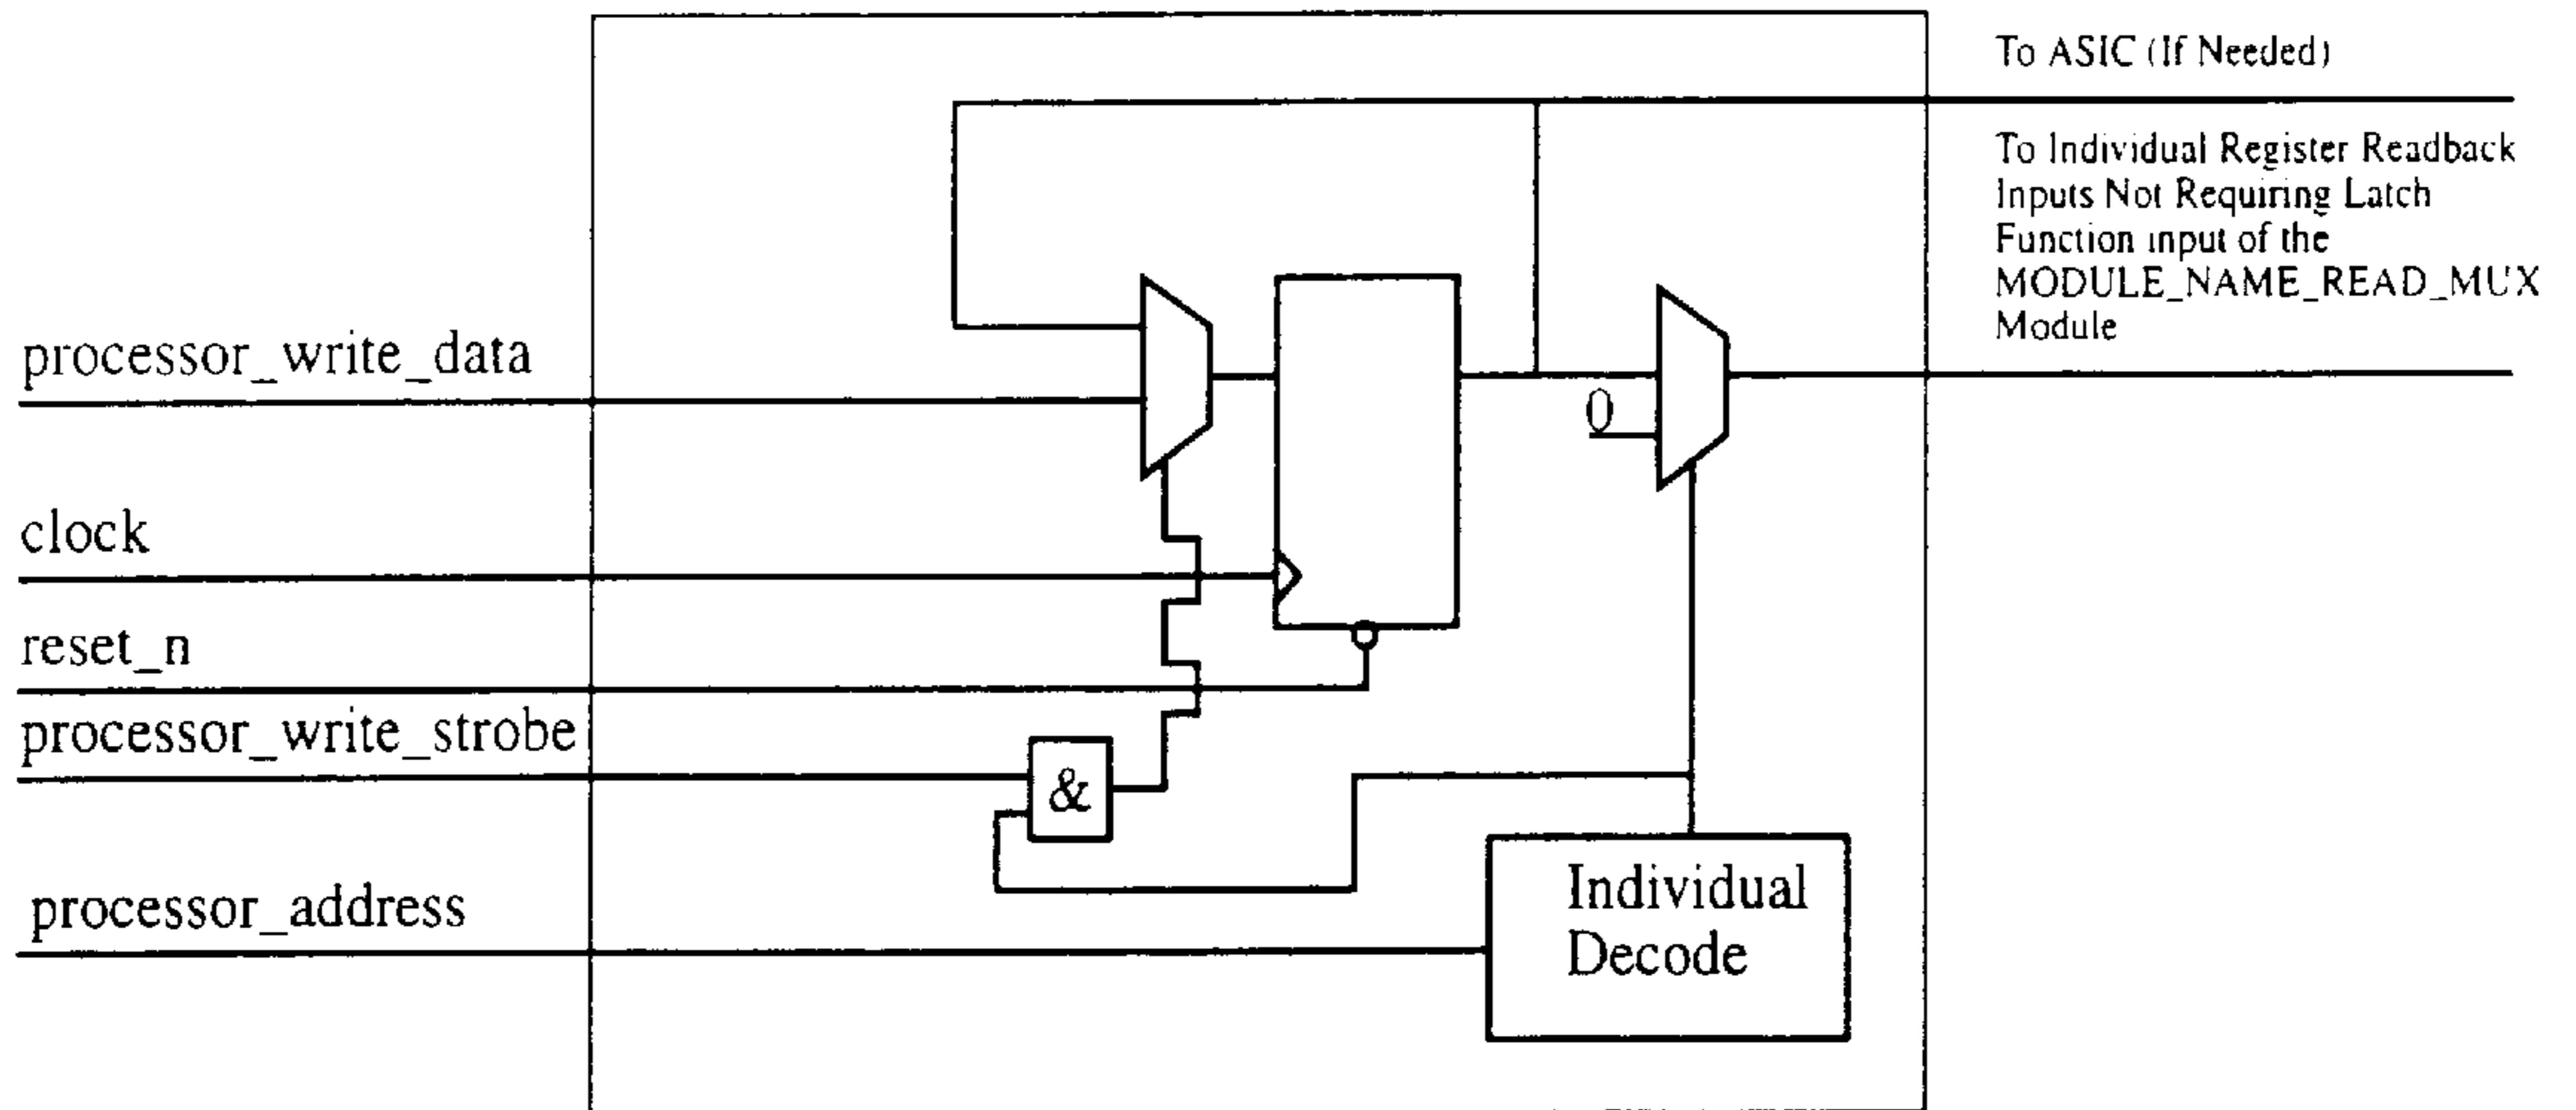 To ASIC (If Needed)
To Individual Register Readback
Inputs Not Requiring Latch
Function input of the
MODULE_NAME_READ_MUX
Module
processor_write_data
0
clock
reset_n
processor_write_strobe
&
Individual
Decode
processor_address